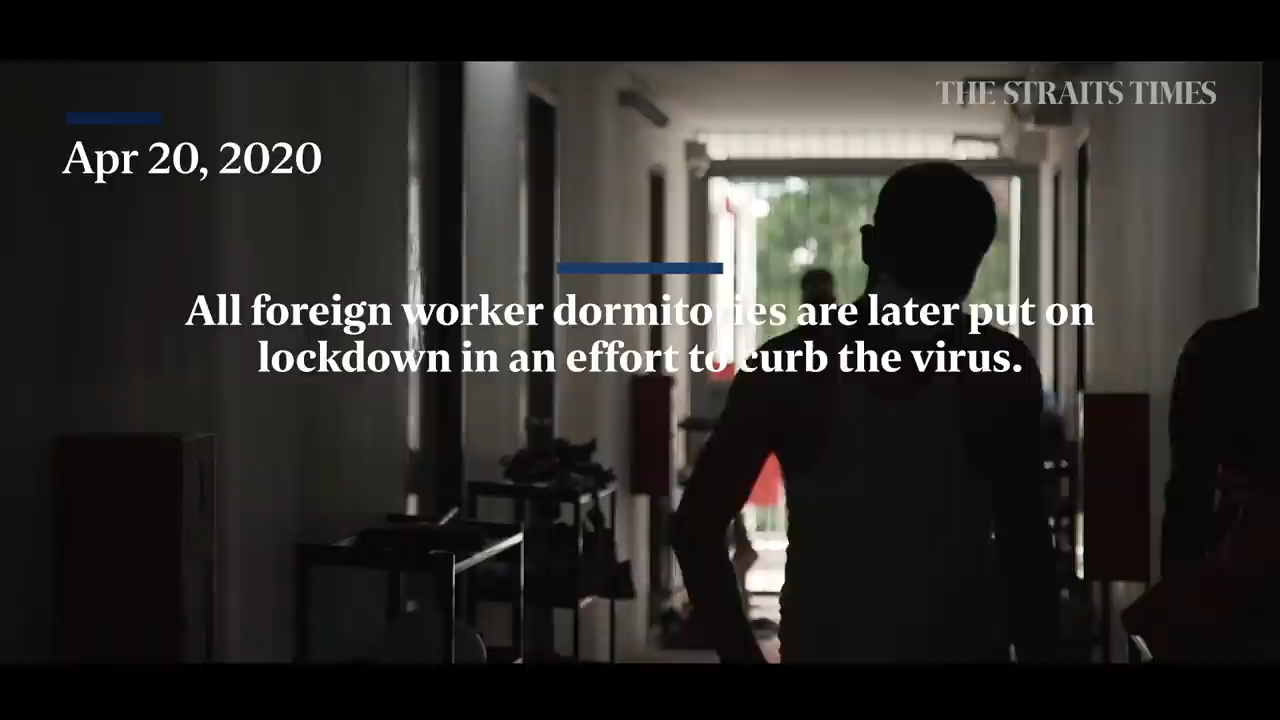 THE STRAITS TIMES
Apr 20, 2020
All foreign worker dormitories are later put on
lockdown in an effort to curb the virus.